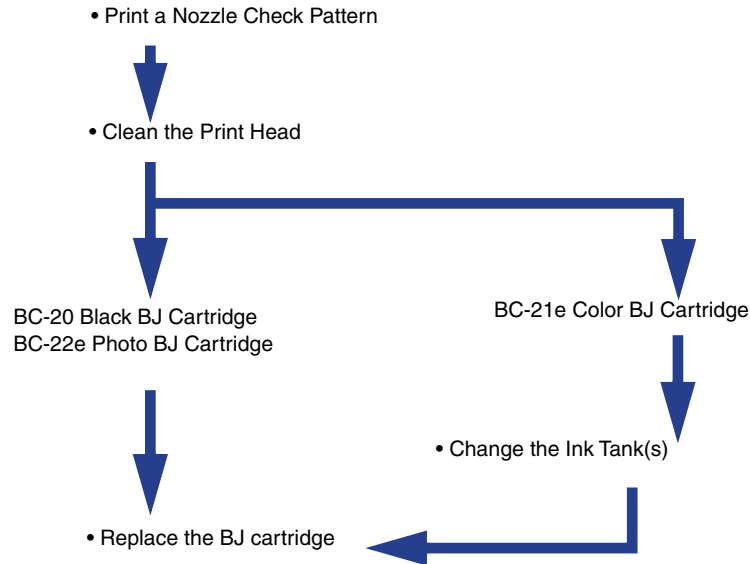 • Print a Nozzle Check Pattern
• Clean the Print Head
BC-20 Black BJ Cartridge
BC-22e Photo BJ Cartridge
BC-21e Color BJ Cartridge
• Change the Ink Tank(s)
• Replace the BJ cartridge